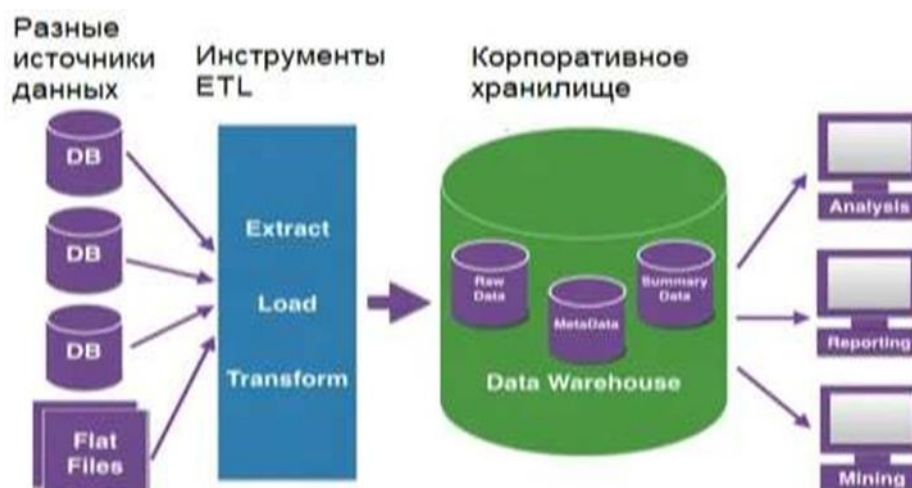 Разные
источники
данных
Инструменты
ETL
Корпоративное
хранилище
DB
DB
DB
Flat
Files
Extract
Load
Transform
Raw
Data
MetaData
Summary
Data
Data Warehouse
Analysis
Reporting
Mining